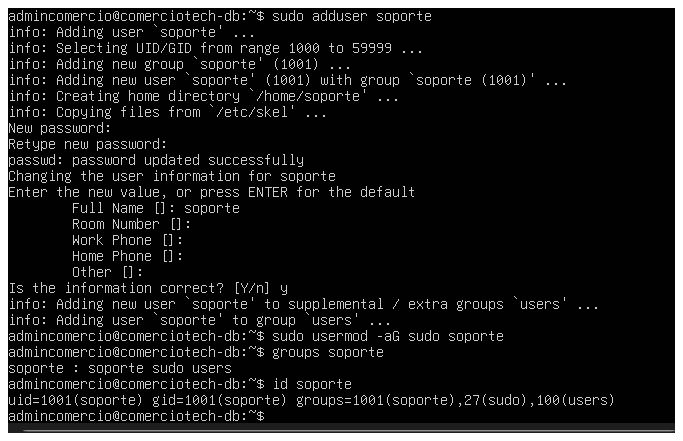 admincomercio@comerciotech-db:~$ sudo adduser soporte
info: Adding user `soporte' ...
info: Selecting UID/GID from range 1000 to 59999 ...
info: Adding new group `soporte' (1001) ...
info: Adding new user `soporte' (1001) with group `soporte (1001)' ...
info: Creating home directory `/home/soporte' ...
info: Copying files from `/etc/skel' ...
New password:
Retype new password:
passwd: password updated successfully
Changing the user information for soporte
Enter the new value, or press ENTER for the default
        Full Name []: soporte
        Room Number []:
        Work Phone []:
        Home Phone []:
        Other []:
Is the information correct? [Y/n] y
info: Adding new user `soporte' to supplemental / extra groups `users' ...
info: Adding user `soporte' to group `users' ...
admincomercio@comerciotech-db:~$ sudo usermod -aG sudo soporte
admincomercio@comerciotech-db:~$ groups soporte
soporte : soporte sudo users
admincomercio@comerciotech-db:~$ id soporte
uid=1001(soporte) gid=1001(soporte) groups=1001(soporte),27(sudo),100(users)
admincomercio@comerciotech-db:~$